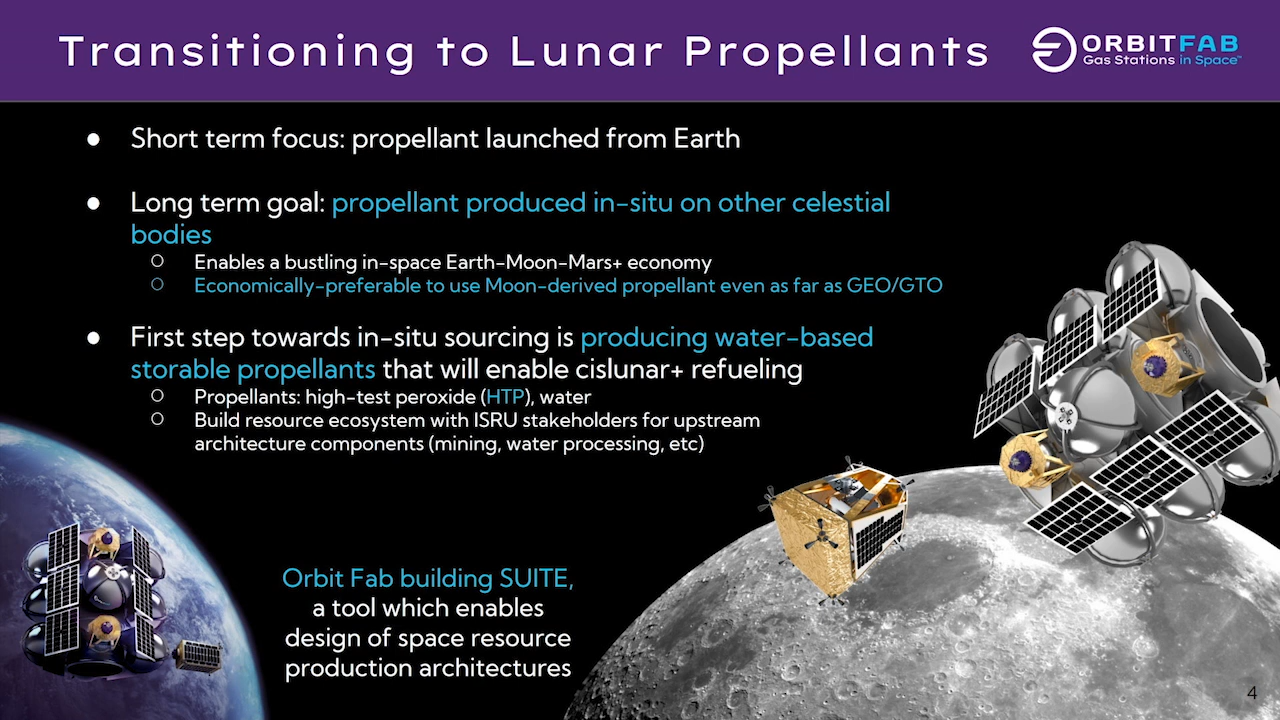 Transitioning to Lunar Propellants
ORBITFAB
Gas Stations in Space™
● Short term focus: propellant launched from Earth
● Long term goal: propellant produced in-situ on other celestial
bodies
○ Enables a bustling in-space Earth-Moon-Mars+ economy
○ Economically-preferable to use Moon-derived propellant even as far as GEO/GTO
● First step towards in-situ sourcing is producing water-based
storable propellants that will enable cislunar+ refueling
○ Propellants: high-test peroxide (HTP), water
○ Build resource ecosystem with ISRU stakeholders for upstream
architecture components (mining, water processing, etc)
Orbit Fab building SUITE,
a tool which enables
design of space resource
production architectures
4